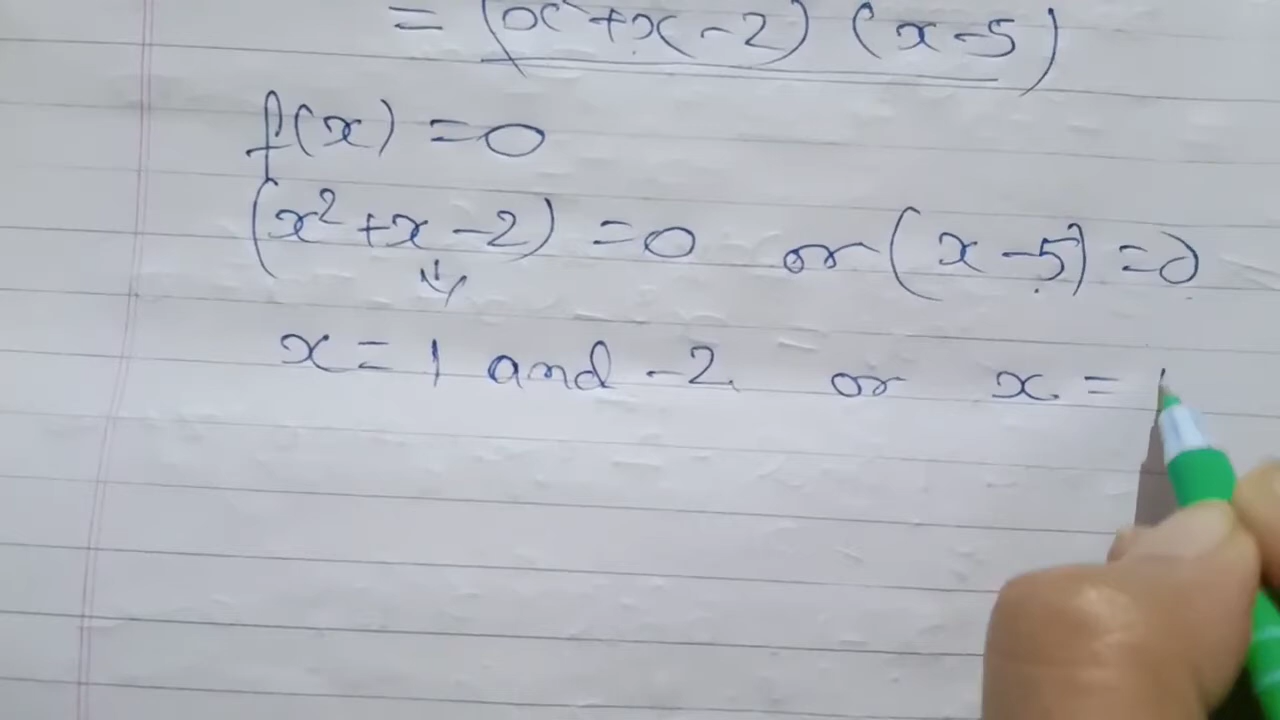 = (x²+x-2) (x-5)
f(x) =0
(x²+x-2) =0 or (x-5) =0
x = 1 and -2 or x =